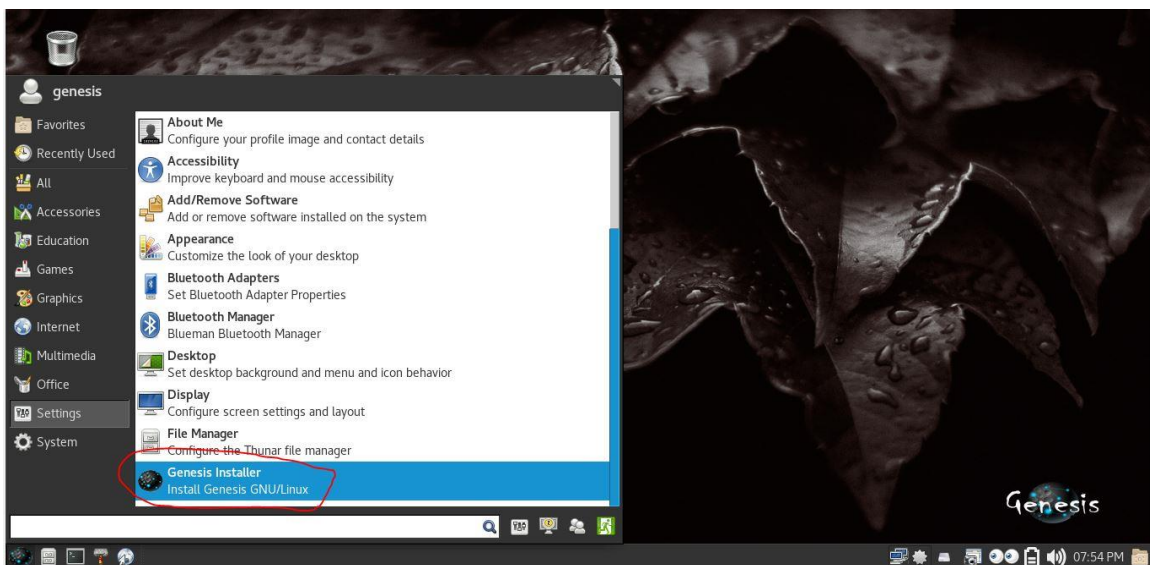 genesis
Favorites
Recently Used
All
Accessories
Education
Games
Graphics
Internet
Multimedia
Office
Settings
System
About Me
Configure your profile image and contact details
Accessibility
Improve keyboard and mouse accessibility
Add/Remove Software
Add or remove software installed on the system
Appearance
Customize the look of your desktop
Bluetooth Adapters
Set Bluetooth Adapter Properties
Bluetooth Manager
Blueman Bluetooth Manager
Desktop
Set desktop background and menu and icon behavior
Display
Configure screen settings and layout
File Manager
Configure the Thunar file manager
Genesis Installer
Install Genesis GNU/Linux
Genesis
07:54 PM